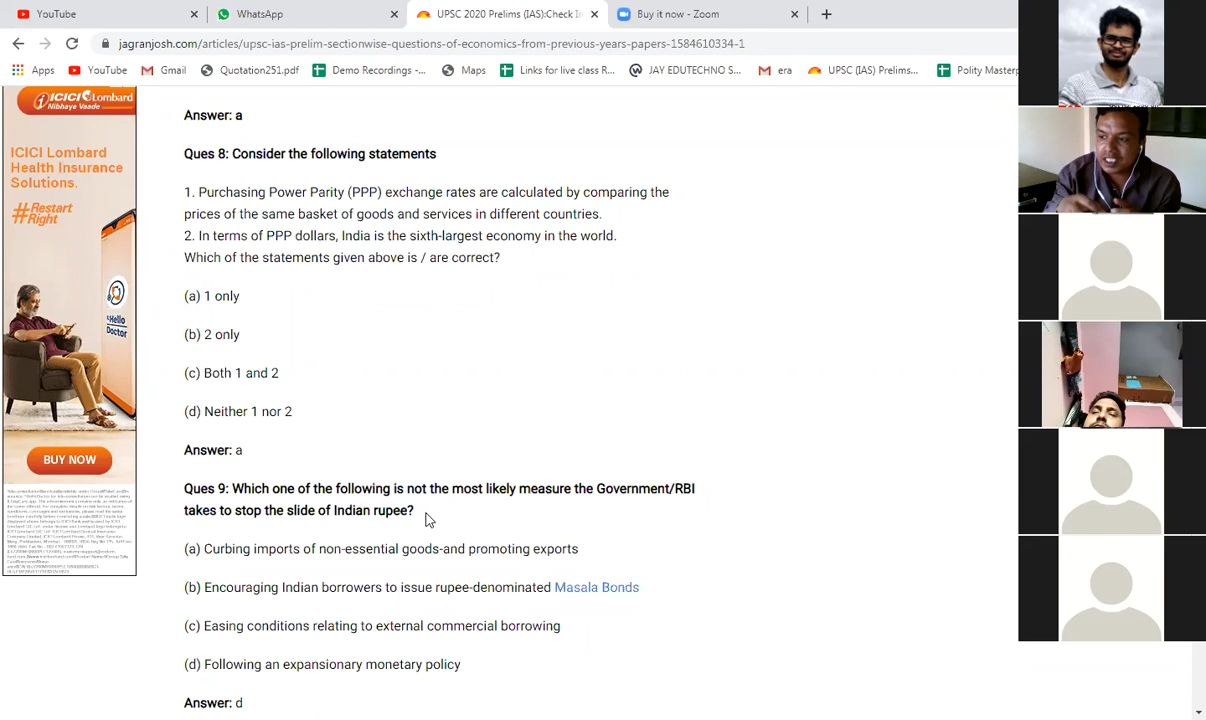 YouTube
WhatsApp
UPSC 2020 Prelims (IAS):Check In
Buy it now - Zoom
jagranjosh.com/articles/upsc-ias-prelim-sectionwise-questions-of-economics-from-previous-years-papers-1584610334-1
Apps
YouTube
Gmail
Quotation251.pdf
Demo Recordings -...
Maps
Links for live class R...
JAY EDUTECHNO S...
era
UPSC (IAS) Prelims...
Polity Masterp
ICICI Lombard
Nibhaye Vaade
ICICI Lombard
Health Insurance
Solutions.
#Restart
Right
Hello
Doctor
BUY NOW
Answer: a
Ques 8: Consider the following statements
1. Purchasing Power Parity (PPP) exchange rates are calculated by comparing the
prices of the same basket of goods and services in different countries.
2. In terms of PPP dollars, India is the sixth-largest economy in the world.
Which of the statements given above is / are correct?
(a) 1 only
(b) 2 only
(c) Both 1 and 2
(d) Neither 1 nor 2
Answer: a
Ques 9: Which one of the following is not the most likely measure the Government/RBI
takes to stop the slide of Indian rupee?
(a) Curbing imports of non-essential goods-and promoting exports
(b) Encouraging Indian borrowers to issue rupee-denominated Masala Bonds
(c) Easing conditions relating to external commercial borrowing
(d) Following an expansionary monetary policy
Answer: d